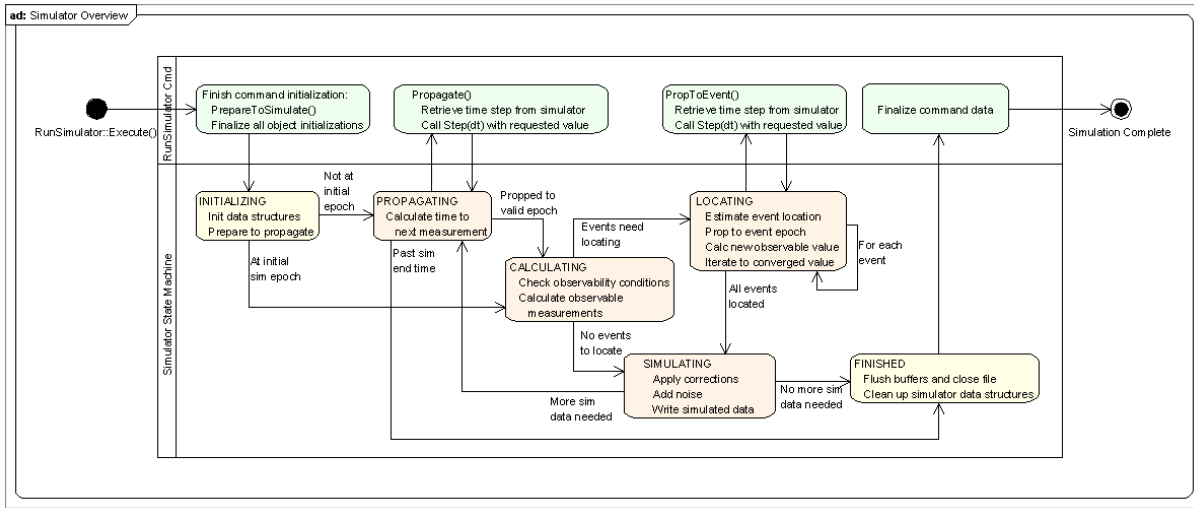 ad: Simulator Overview
RunSimulator Cmd
RunSimulator::Execute()
Finish command initialization:
PrepareToSimulate()
Finalize all object initializations
Propagate()
Retrieve time step from simulator
Call Step(dt) with requested value
PropToEvent()
Retrieve time step from simulator
Call Step(dt) with requested value
Finalize command data
Simulation Complete
Simulator State Machine
INITIALIZING
Init data structures
Prepare to propagate
Not at
initial
epoch
PROPAGATING
Calculate time to
next measurement
Propped to
valid epoch
At initial
sim epoch
Past sim
end time
CALCULATING
Check observability conditions
Calculate observable
measurements
Events need
locating
LOCATING
Estimate event location
Prop to event epoch
Calc new observable value
Iterate to converged value
For each
event
All events
located
No events
to locate
SIMULATING
Apply corrections
Add noise
Write simulated data
More sim
data needed
No more sim
data needed
FINISHED
Flush buffers and close file
Clean up simulator data structures